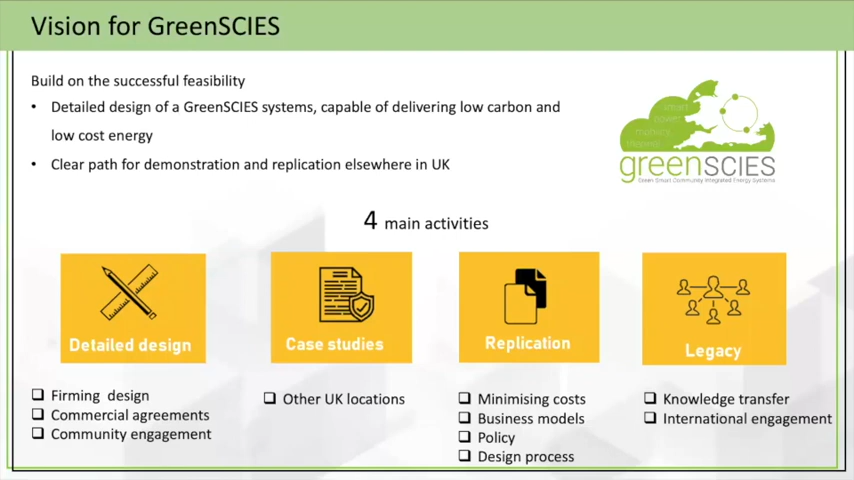 Vision for GreenSCIES
Build on the successful feasibility
• Detailed design of a GreenSCIES systems, capable of delivering low carbon and
low cost energy
• Clear path for demonstration and replication elsewhere in UK
smart
power
greenSCIES
Green Smart Community Integrated Energy Systems
4 main activities
Detailed design
Case studies
Replication
Legacy
❑ Firming design
❑ Commercial agreements
❑ Community engagement
❑ Other UK locations
❑ Minimising costs
❑ Business models
❑ Policy
❑ Design process
❑ Knowledge transfer
❑ International engagement